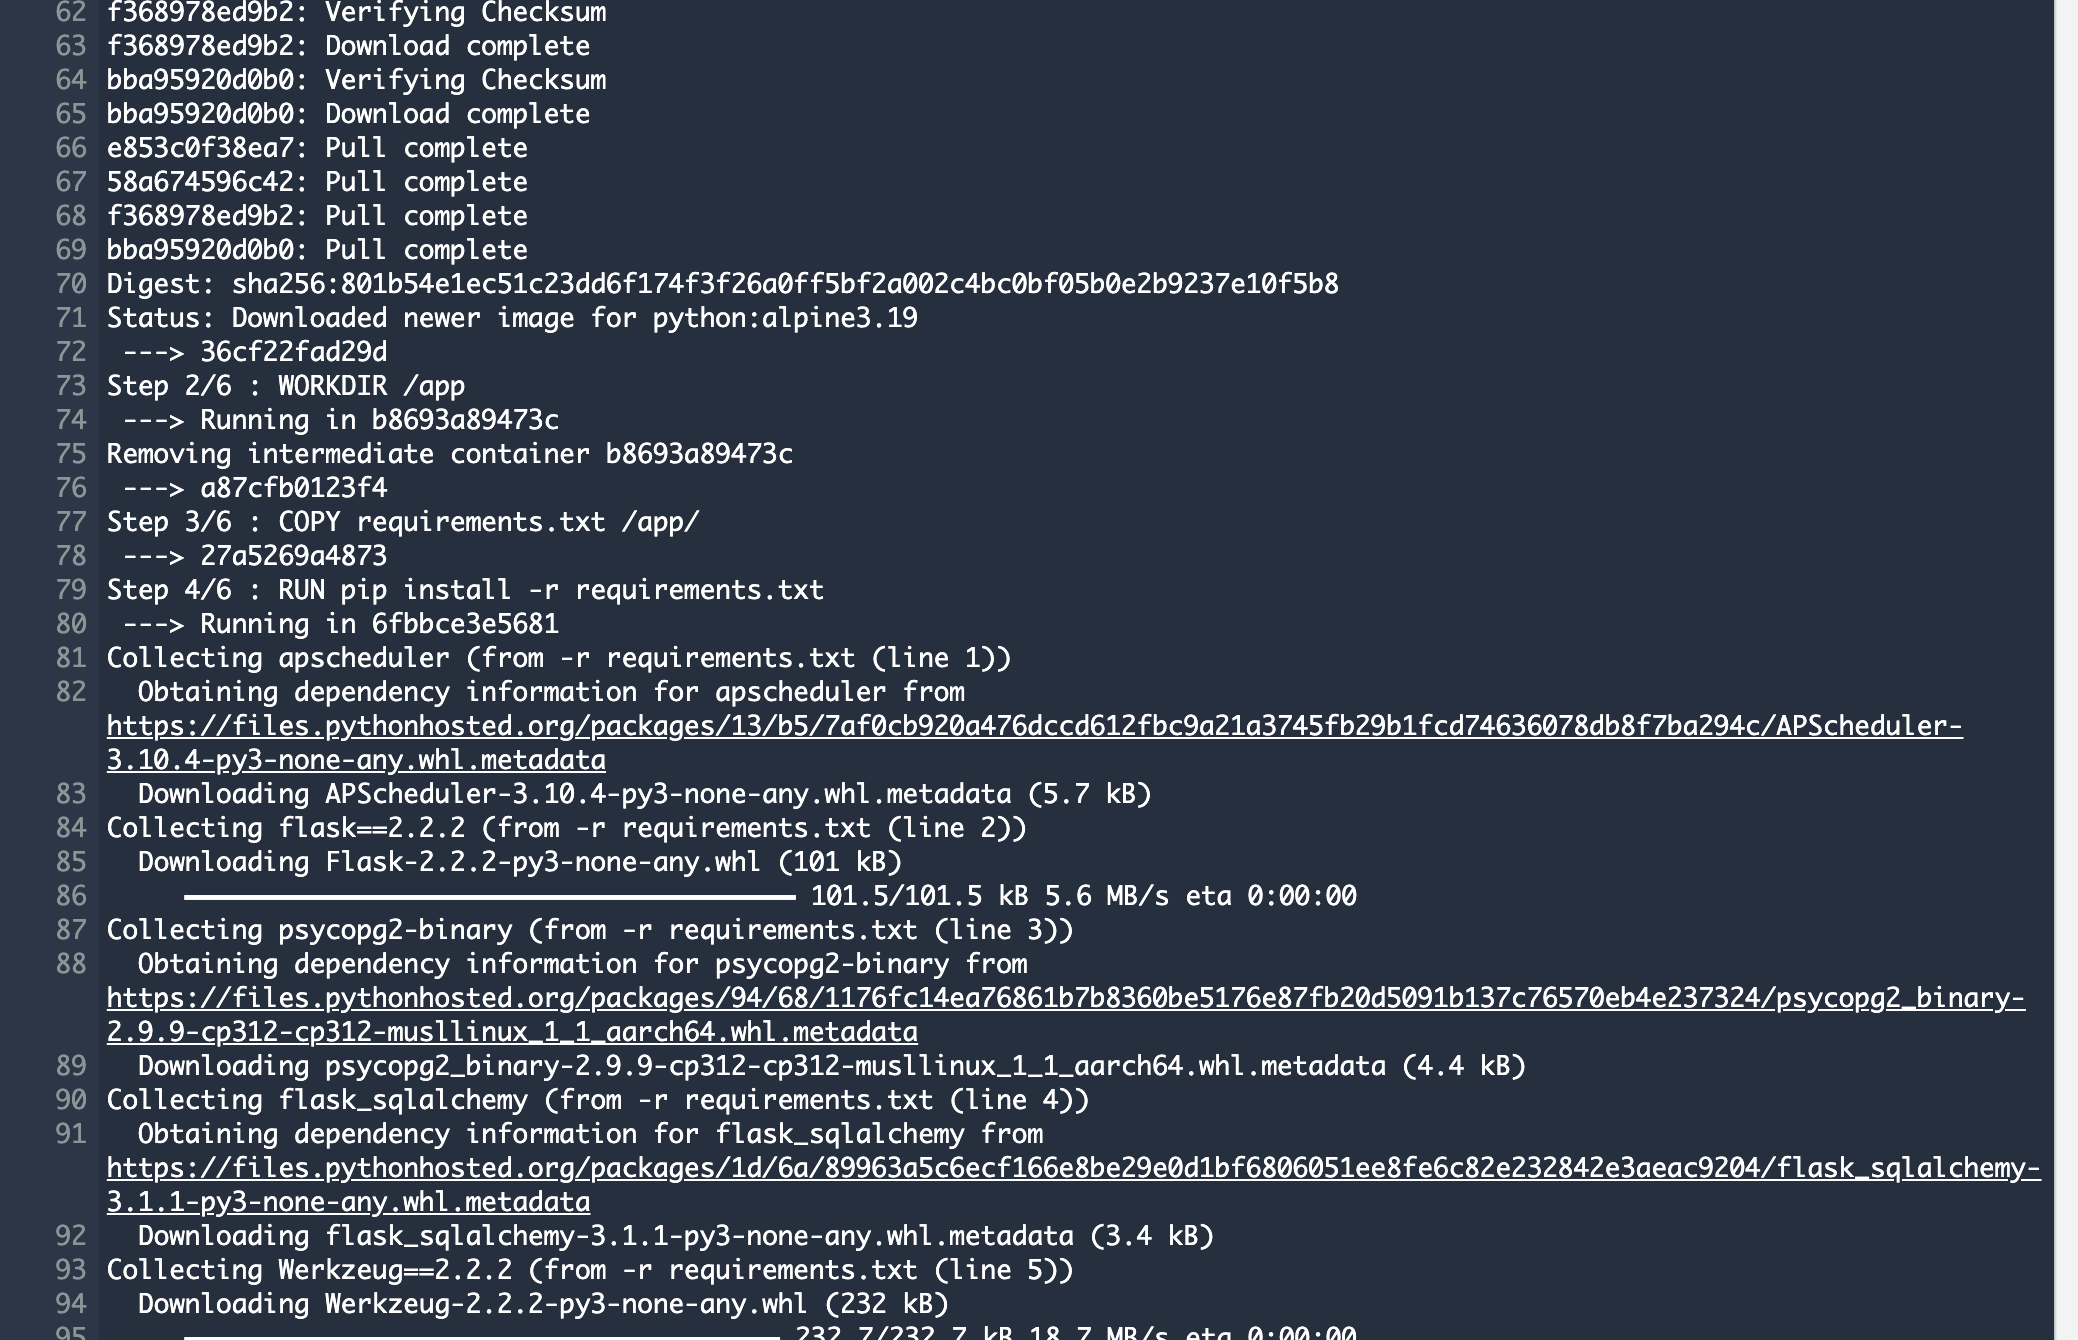 62 f368978ed9b2: Verifying Checksum
63 f368978ed9b2: Download complete
64 bba95920d0b0: Verifying Checksum
65 bba95920d0b0: Download complete
66 e853c0f38ea7: Pull complete
67 58a674596c42: Pull complete
68 f368978ed9b2: Pull complete
69 bba95920d0b0: Pull complete
70 Digest: sha256:801b54e1ec51c23dd6f174f3f26a0ff5bf2a002c4bc0bf05b0e2b9237e10f5b8
71 Status: Downloaded newer image for python:alpine3.19
72  ---> 36cf22fad29d
73 Step 2/6 : WORKDIR /app
74  ---> Running in b8693a89473c
75 Removing intermediate container b8693a89473c
76  ---> a87cfb0123f4
77 Step 3/6 : COPY requirements.txt /app/
78  ---> 27a5269a4873
79 Step 4/6 : RUN pip install -r requirements.txt
80  ---> Running in 6fbbce3e5681
81 Collecting apscheduler (from -r requirements.txt (line 1))
82   Obtaining dependency information for apscheduler from
https://files.pythonhosted.org/packages/13/b5/7af0cb920a476dccd612fbc9a21a3745fb29b1fcd74636078db8f7ba294c/APScheduler-
3.10.4-py3-none-any.whl.metadata
83   Downloading APScheduler-3.10.4-py3-none-any.whl.metadata (5.7 kB)
84 Collecting flask==2.2.2 (from -r requirements.txt (line 2))
85   Downloading Flask-2.2.2-py3-none-any.whl (101 kB)
86 101.5/101.5 kB 5.6 MB/s eta 0:00:00
87 Collecting psycopg2-binary (from -r requirements.txt (line 3))
88   Obtaining dependency information for psycopg2-binary from
https://files.pythonhosted.org/packages/94/68/1176fc14ea76861b7b8360be5176e87fb20d5091b137c76570eb4e237324/psycopg2_binary-
2.9.9-cp312-cp312-musllinux_1_1_aarch64.whl.metadata
89   Downloading psycopg2_binary-2.9.9-cp312-cp312-musllinux_1_1_aarch64.whl.metadata (4.4 kB)
90 Collecting flask_sqlalchemy (from -r requirements.txt (line 4))
91   Obtaining dependency information for flask_sqlalchemy from
https://files.pythonhosted.org/packages/1d/6a/89963a5c6ecf166e8be29e0d1bf6806051ee8fe6c82e232842e3aeac9204/flask_sqlalchemy-
3.1.1-py3-none-any.whl.metadata
92   Downloading flask_sqlalchemy-3.1.1-py3-none-any.whl.metadata (3.4 kB)
93 Collecting Werkzeug==2.2.2 (from -r requirements.txt (line 5))
94   Downloading Werkzeug-2.2.2-py3-none-any.whl (232 kB)
95 232.7/232.7 kB 18.7 MB/s eta 0:00:00